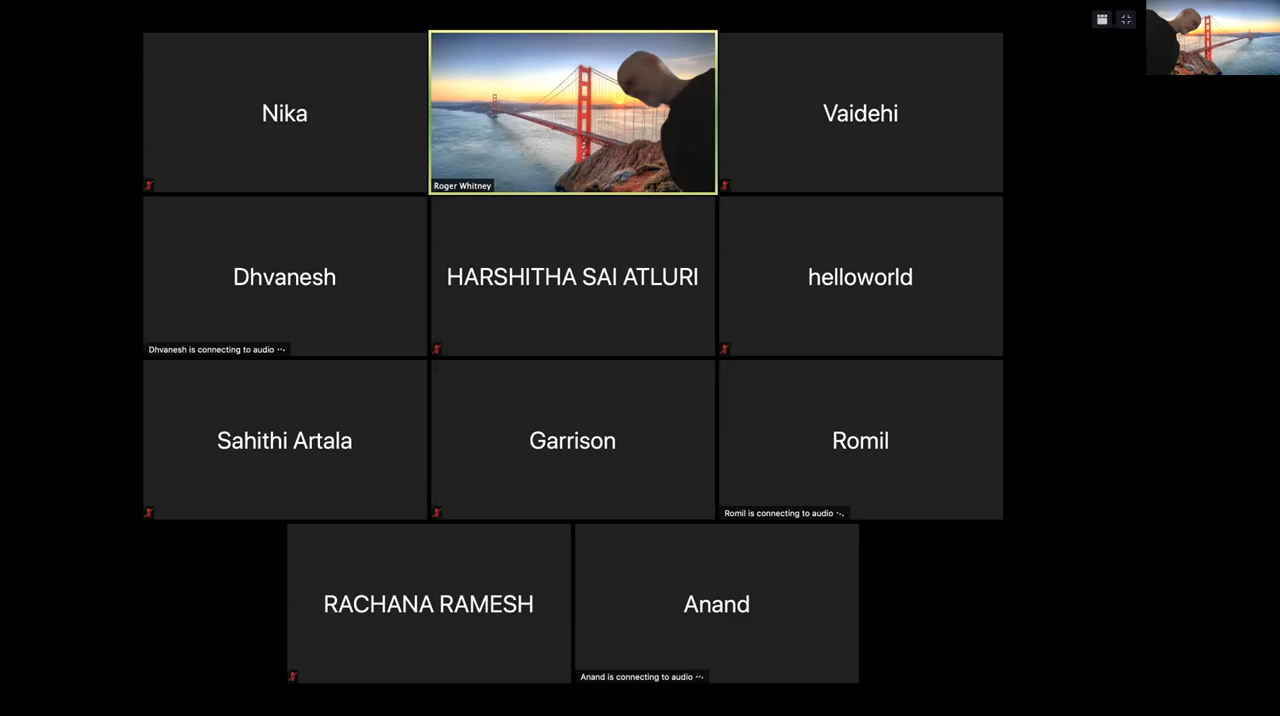 Nika
Roger Whitney
Vaidehi
Dhvanesh
Dhvanesh is connecting to audio
HARSHITHA SAI ATLURI
helloworld
Sahithi Artala
Garrison
Romil
Romil is connecting to audio
RACHANA RAMESH
Anand
Anand is connecting to audio